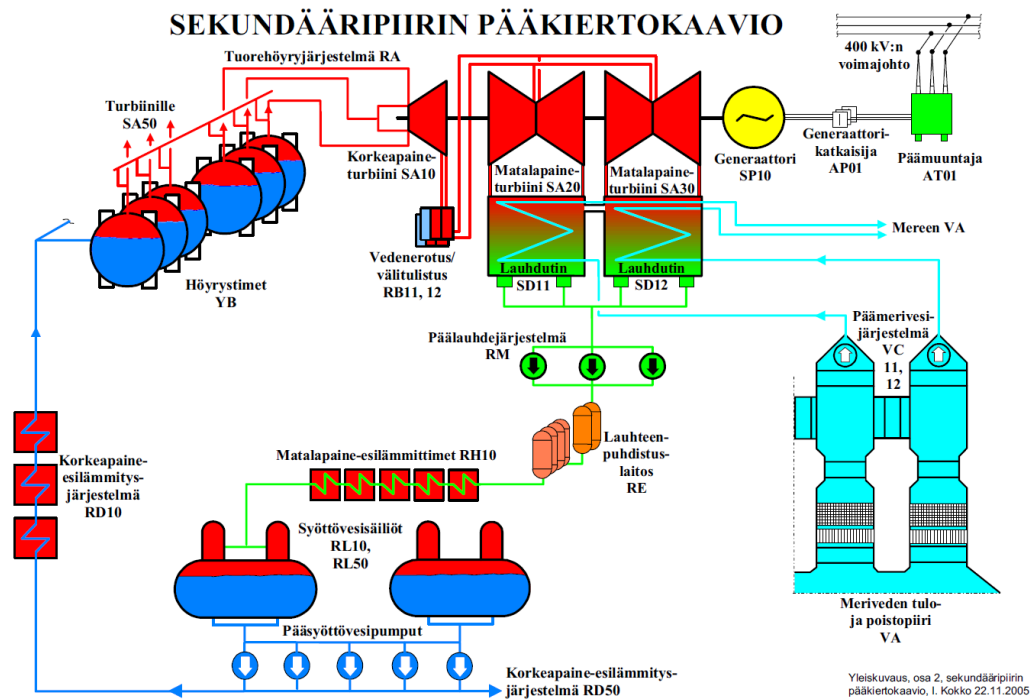 SEKUNDÄÄRIPIIRIN PÄÄKIERTOKAAVIO
Tuorehöyryjärjestelmä RA
400 kV:n
voimajohto
Turbiinille
SA50
Korkeapaine-
turbiini SA10
Matalapaine-
turbiini SA20
Matalapaine-
turbiini SA30
Generaattori
SP10
Generaattori-
katkaisija
AP01
Päämuuntaja
AT01
Vedenerotus/
välitulistus
RB11, 12
Lauhdutin
SD11
Lauhdutin
SD12
Mereen VA
Höyrystimet
YB
Päälauhdejärjestelmä
RM
Päämerivesi-
järjestelmä
VC
11,
12
Lauhteen-
puhdistus-
laitos
RE
Korkeapaine-
esilämmitys-
järjestelmä
RD10
Matalapaine-esilämmittimet RH10
Syöttövesisäiliöt
RL10,
RL50
Meriveden tulo-
ja poistopiiri
VA
Pääsyöttövesipumput
Korkeapaine-esilämmitys-
järjestelmä RD50
Yleiskuvaus, osa 2, sekundääripiirin
pääkiertokaavio, I. Kokko 22.11.2005